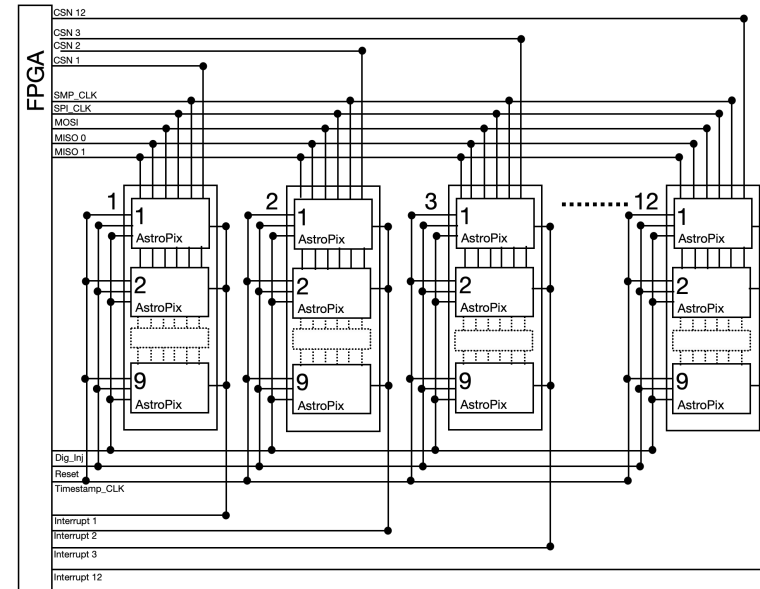 FPGA
CSN 12
CSN 3
CSN 2
CSN 1
SMP_CLK
SPI_CLK
MOSI
MISO 0
MISO 1
1
2
3
12
1
AstroPix
1
AstroPix
1
AstroPix
1
AstroPix
2
AstroPix
2
AstroPix
2
AstroPix
2
AstroPix
9
AstroPix
9
AstroPix
9
AstroPix
9
AstroPix
Dig_Inj
Reset
Timestamp_CLK
Interrupt 1
Interrupt 2
Interrupt 3
Interrupt 12